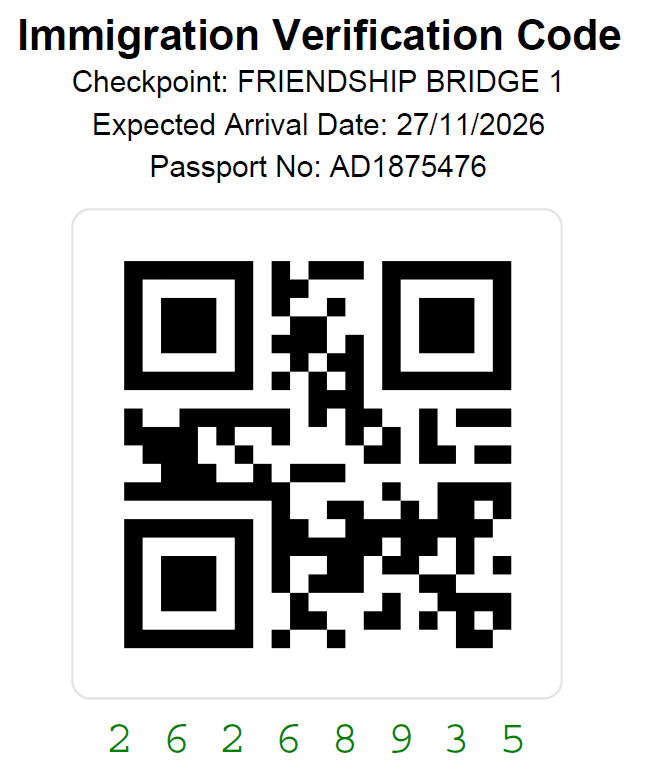 Immigration Verification Code
Checkpoint: FRIENDSHIP BRIDGE 1
Expected Arrival Date: 27/11/2026
Passport No: AD1875476
2 6 2 6 8 9 3 5